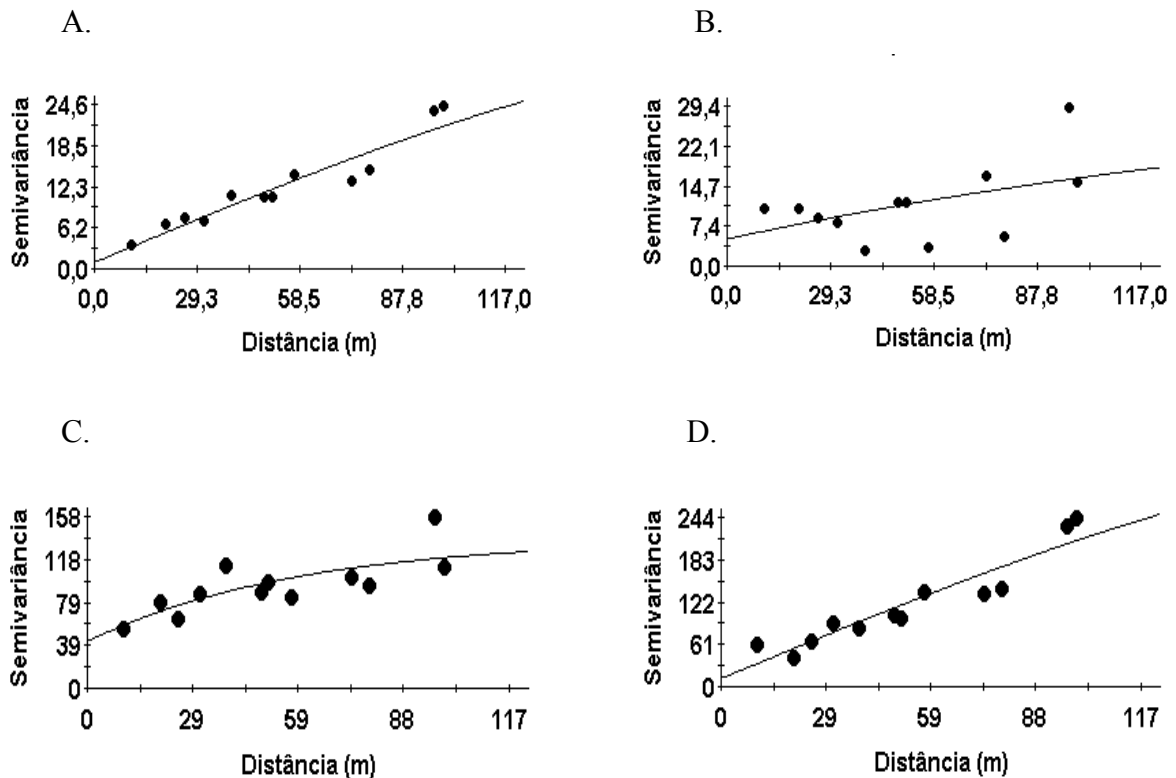 A.
B.
Semivariância
24,6
18,5
12,3
6,2
0,0
0,0 29,3 58,5 87,8 117,0
Distância (m)
Semivariância
29,4
22,1
14,7
7,4
0,0
0,0 29,3 58,5 87,8 117,0
Distância (m)
C.
D.
Semivariância
158
118
79
39
0
0 29 59 88 117
Distância (m)
Semivariância
244
183
122
61
0
0 29 59 88 117
Distância (m)